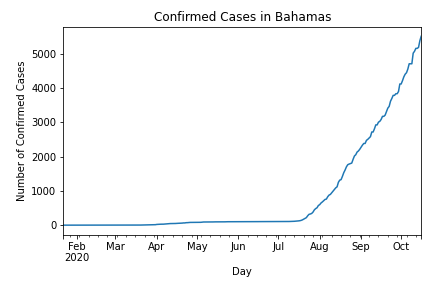 Confirmed Cases in Bahamas
Number of Confirmed Cases
5000
4000
3000
2000
1000
0
Feb Mar Apr May Jun Jul Aug Sep Oct
2020
Day